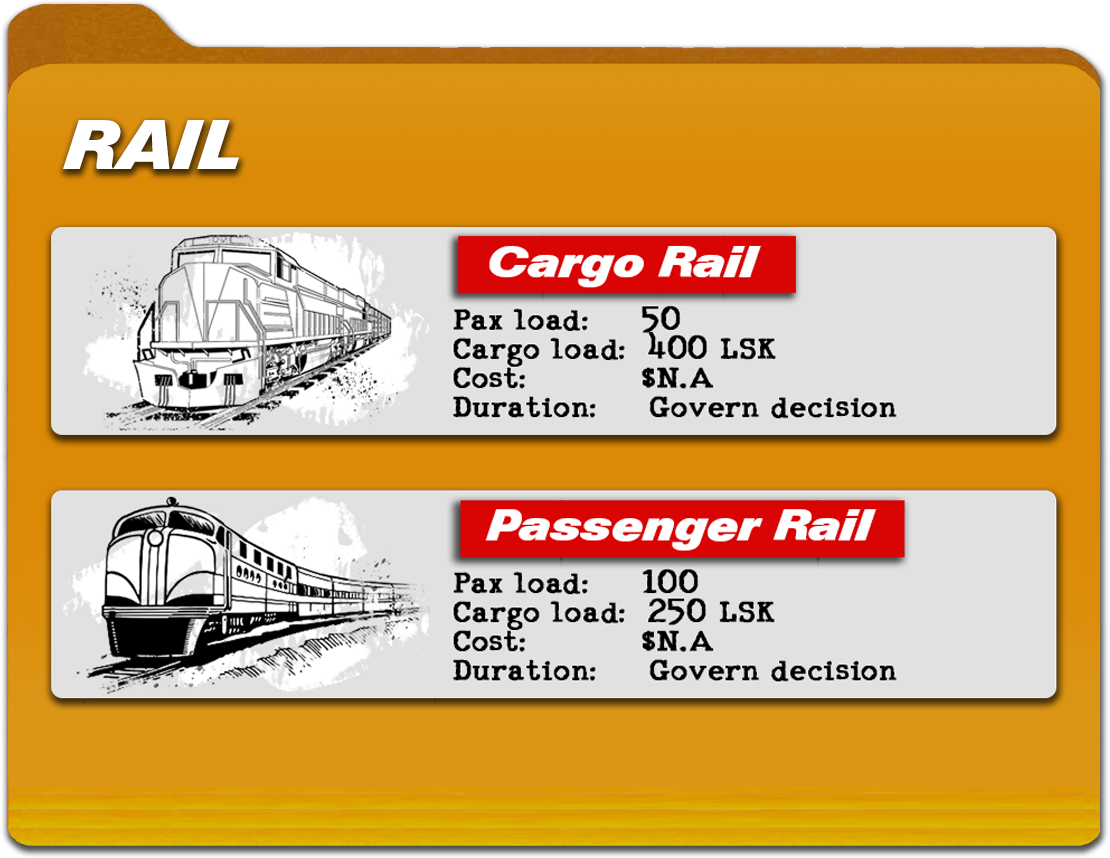 RAIL
Cargo Rail
Pax load: 50
Cargo load: 400 LSK
Cost: $N.A
Duration: Govern decision
Passenger Rail
Pax load: 100
Cargo load: 250 LSK
Cost: $N.A
Duration: Govern decision